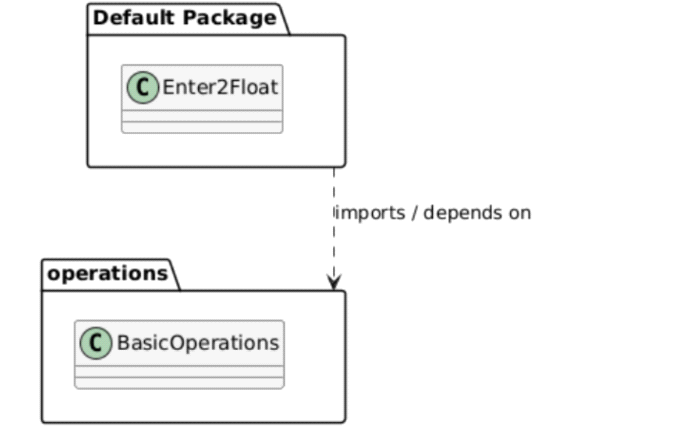 Default Package
C Enter2Float
imports / depends on
operations
C BasicOperations